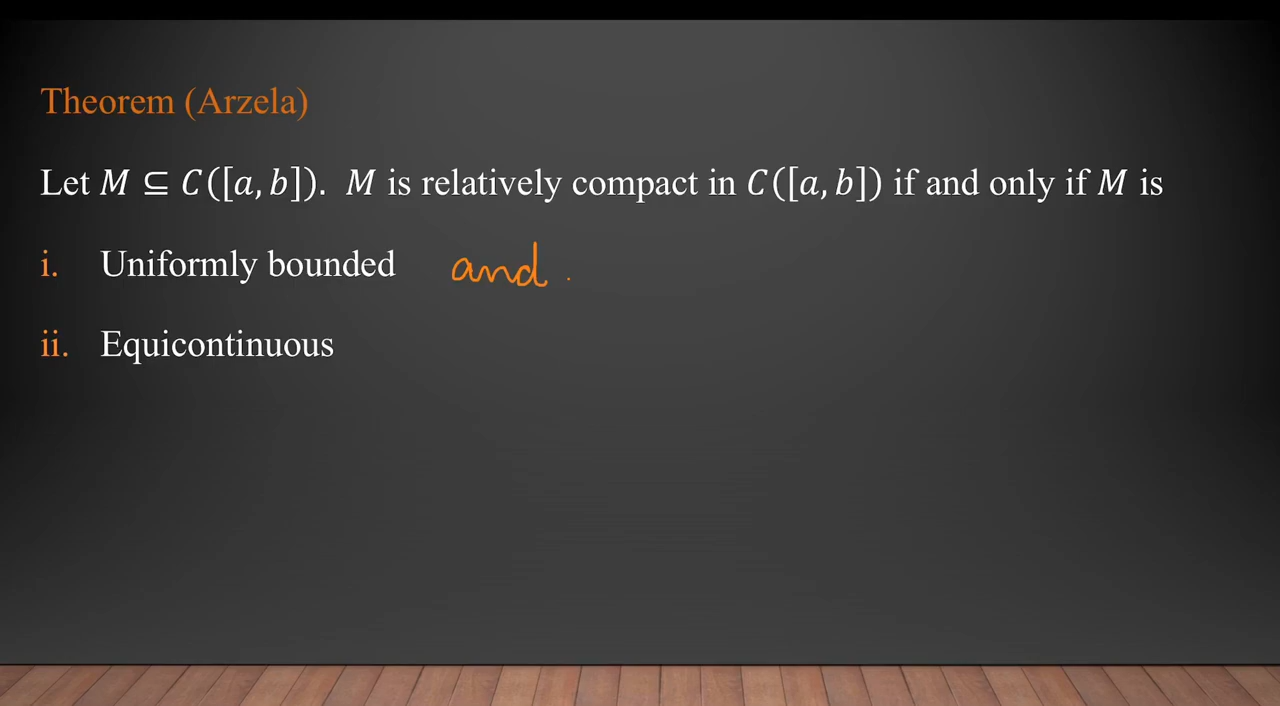 Theorem (Arzela)
Let M ⊆ C([a, b]). M is relatively compact in C([a, b]) if and only if M is
i. Uniformly bounded and
ii. Equicontinuous